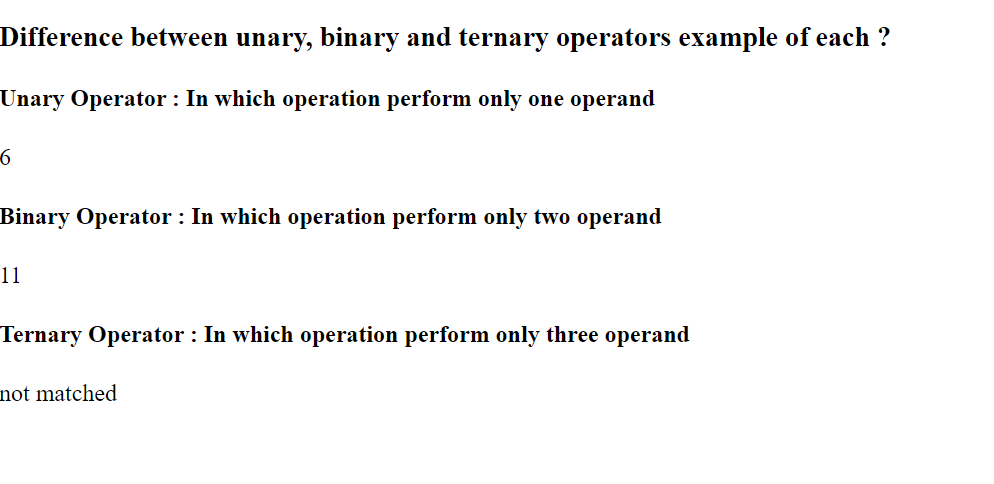 Difference between unary, binary and ternary operators example of each ?
Unary Operator : In which operation perform only one operand
6
Binary Operator : In which operation perform only two operand
11
Ternary Operator : In which operation perform only three operand
not matched